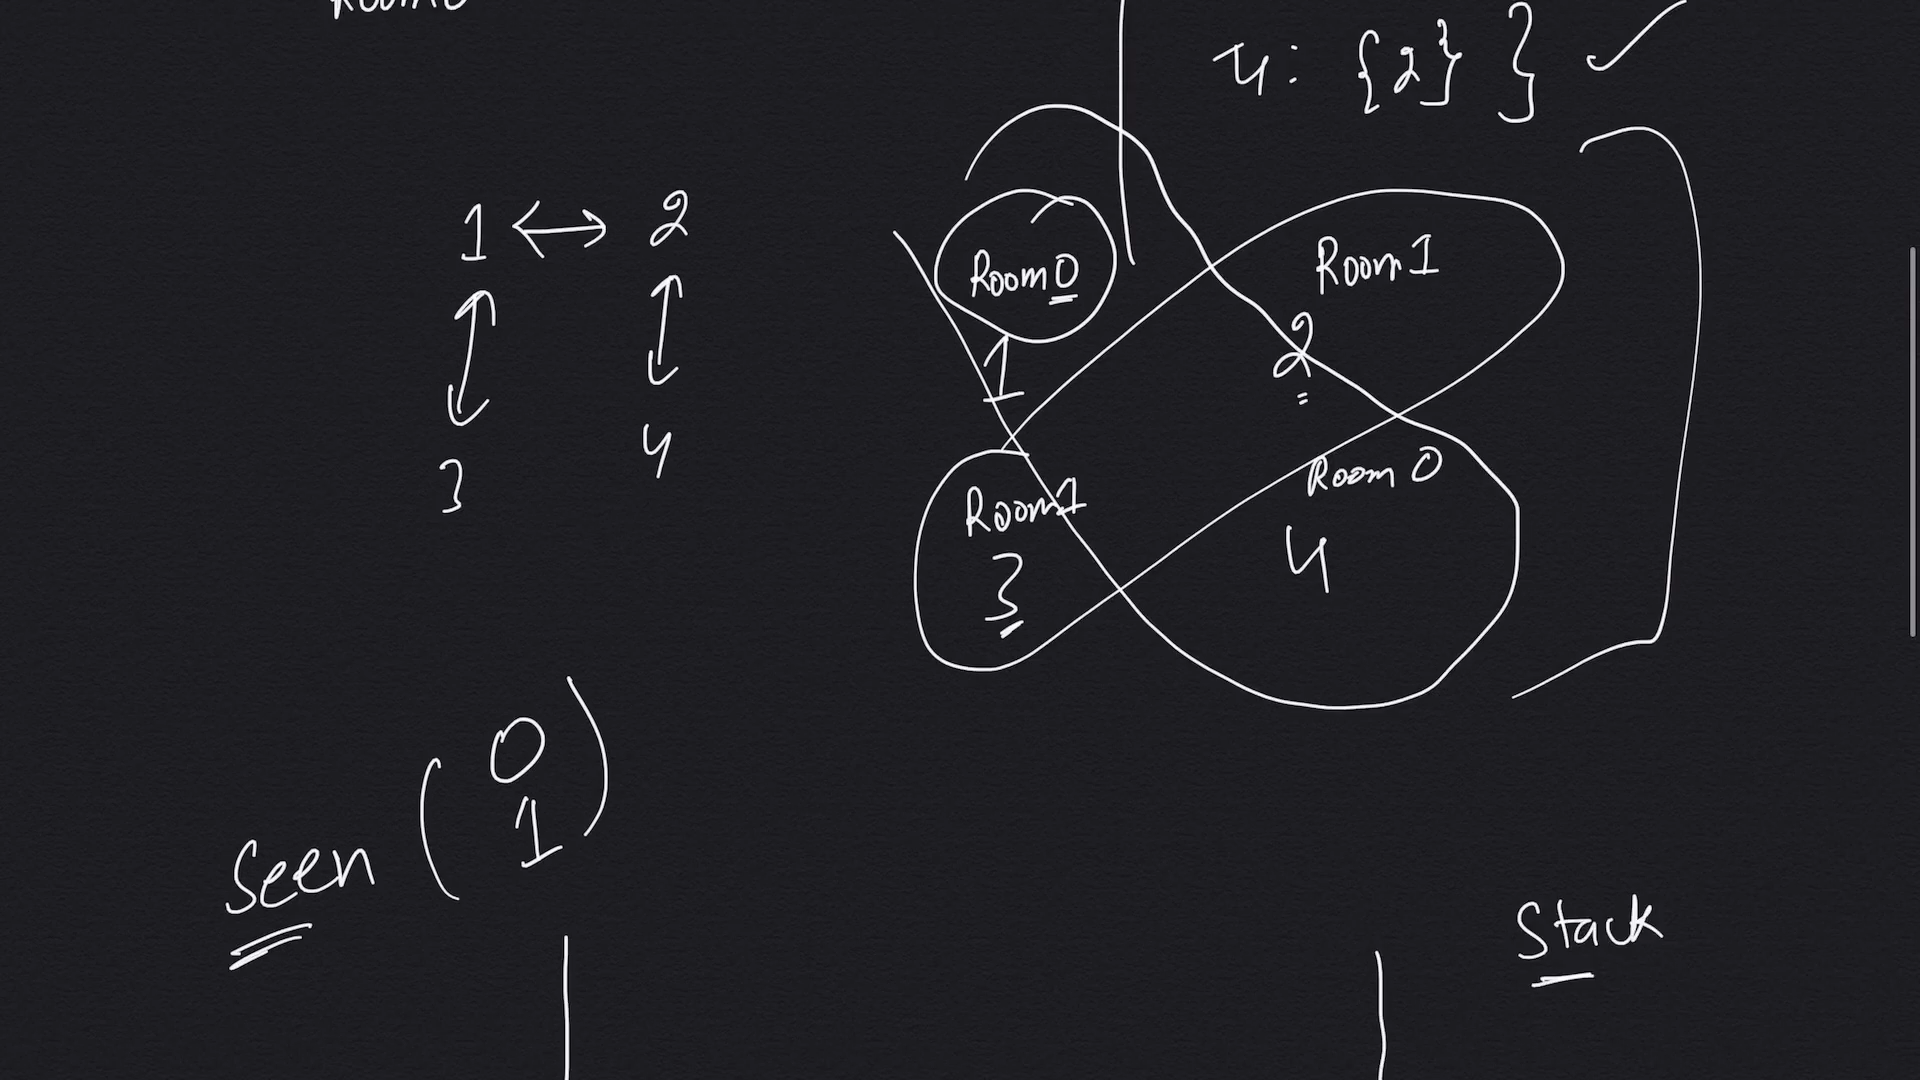 Room0
4: {2} }
1 ↔ 2
Room 0
Room 1
1
2
3
4
Room 1
Room 0
3
4
0
1
Seen ( )
Stack